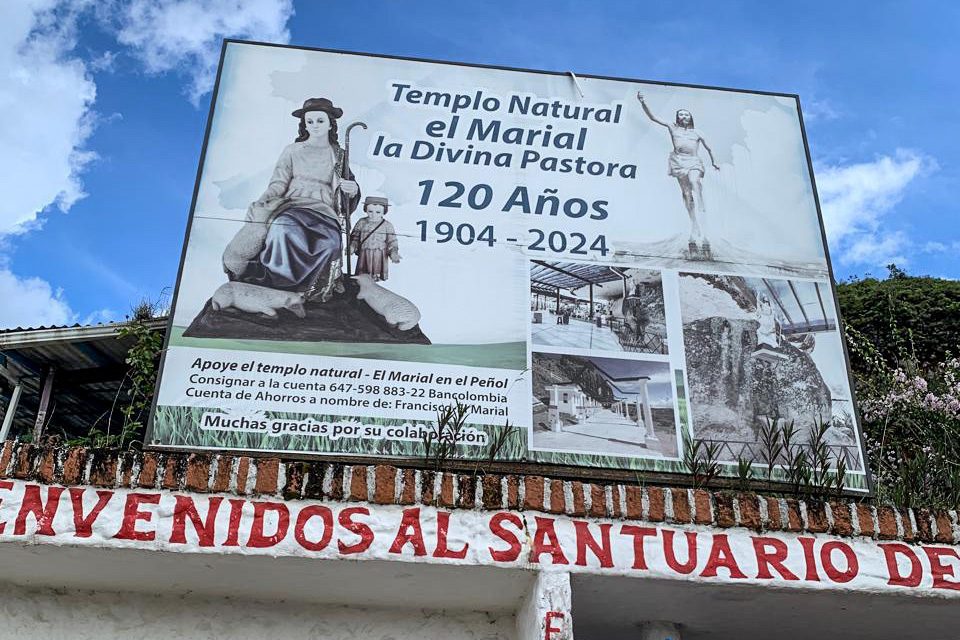 Templo Natural
el Marial
la Divina Pastora
120 Años
1904 - 2024
Apoye el templo natural - El Marial en el Peñol
Consignar a la cuenta 647-598 883-22 Bancolombia
Cuenta de Ahorros a nombre de: Francisco Marial
Muchas gracias por su colaboración
ENVENIDOS AL SANTUARIO DE
E